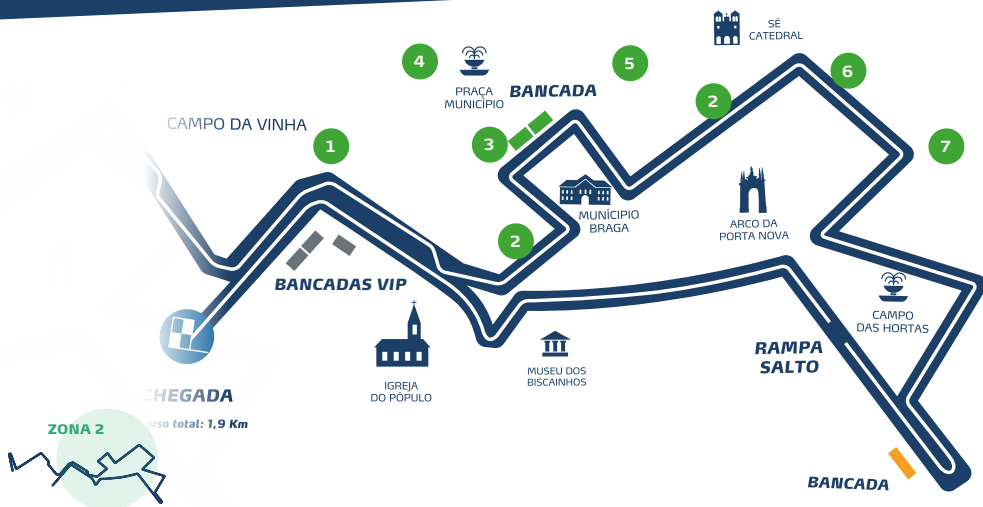 SÉ
CATEDRAL
4
5
6
PRAÇA
MUNICÍPIO
BANCADA
2
CAMPO DA VINHA
1
3
7
MUNÍCIPIO
BRAGA
ARCO DA
PORTA NOVA
2
BANCADAS VIP
CAMPO
DAS HORTAS
RAMPA
SALTO
MUSEU DOS
BISCAINHOS
IGREJA
DO PÓPULO
CHEGADA
total: 1,9 Km
ZONA 2
BANCADA